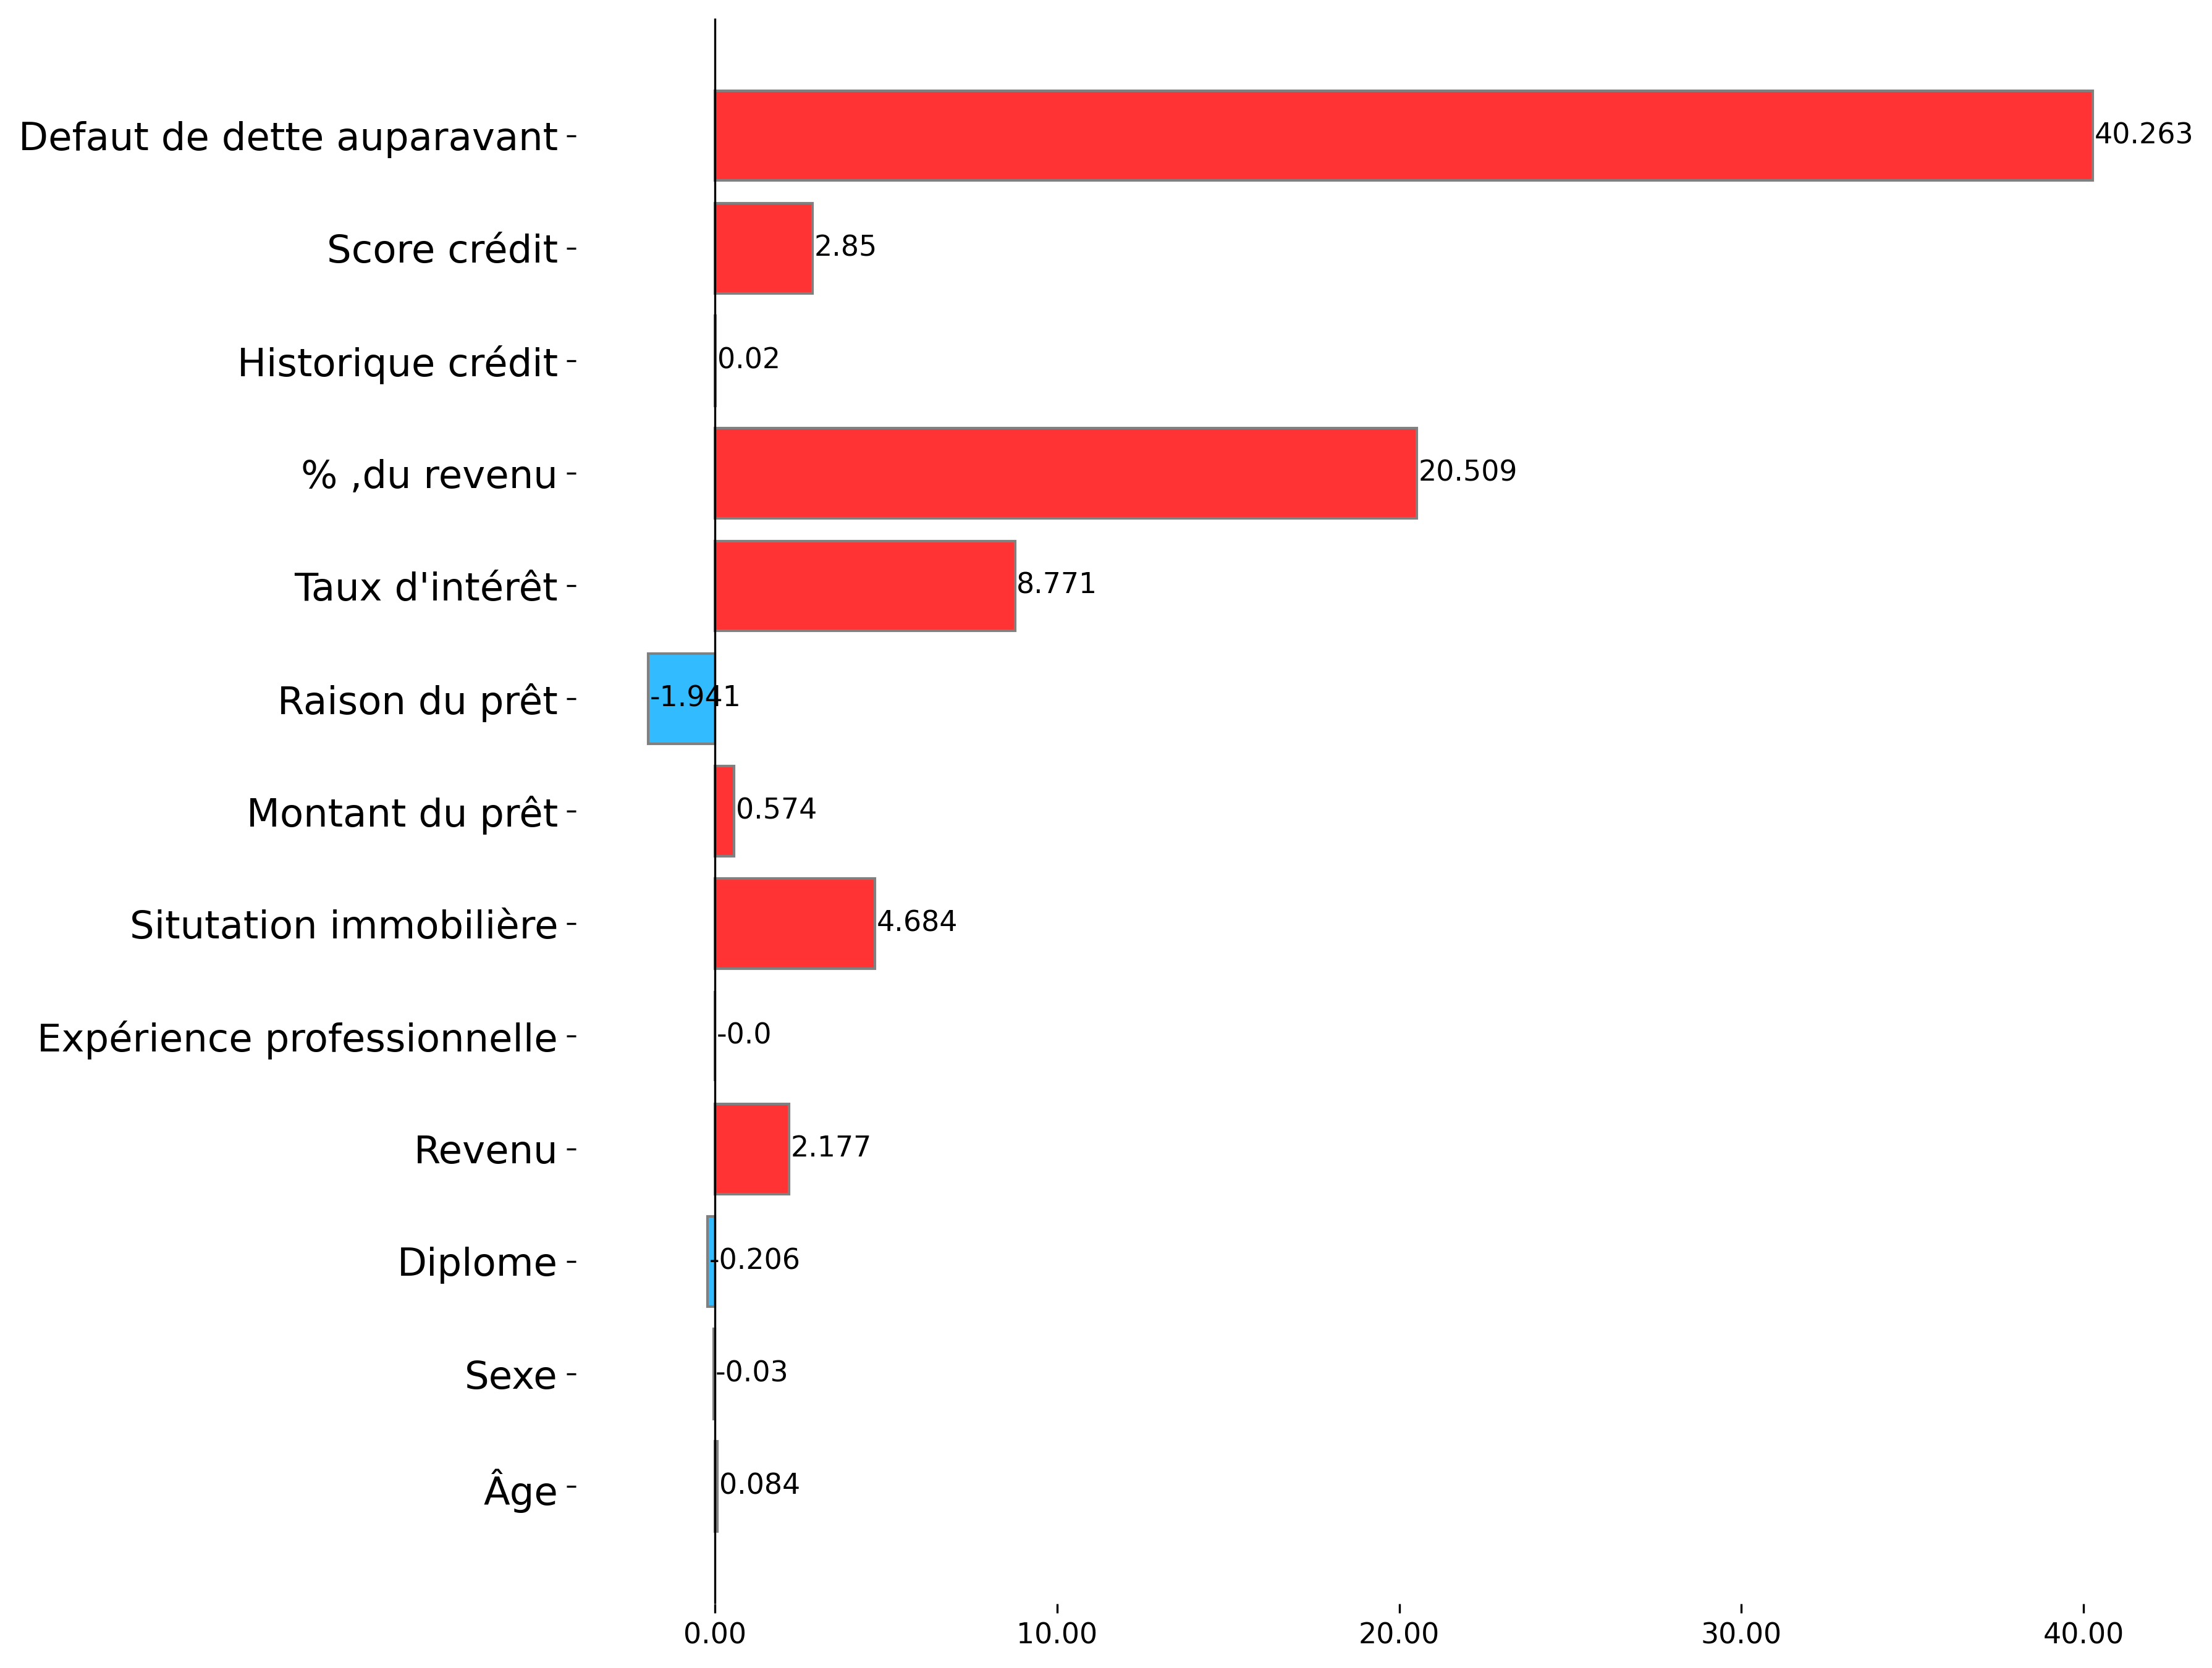 Defaut de dette auparavant 40.263
Score crédit 2.85
Historique crédit 0.02
% ,du revenu 20.509
Taux d'intérêt 8.771
Raison du prêt -1.941
Montant du prêt 0.574
Situtation immobilière 4.684
Expérience professionnelle -0.0
Revenu 2.177
Diplome -0.206
Sexe -0.03
Âge 0.084
0.00 10.00 20.00 30.00 40.00